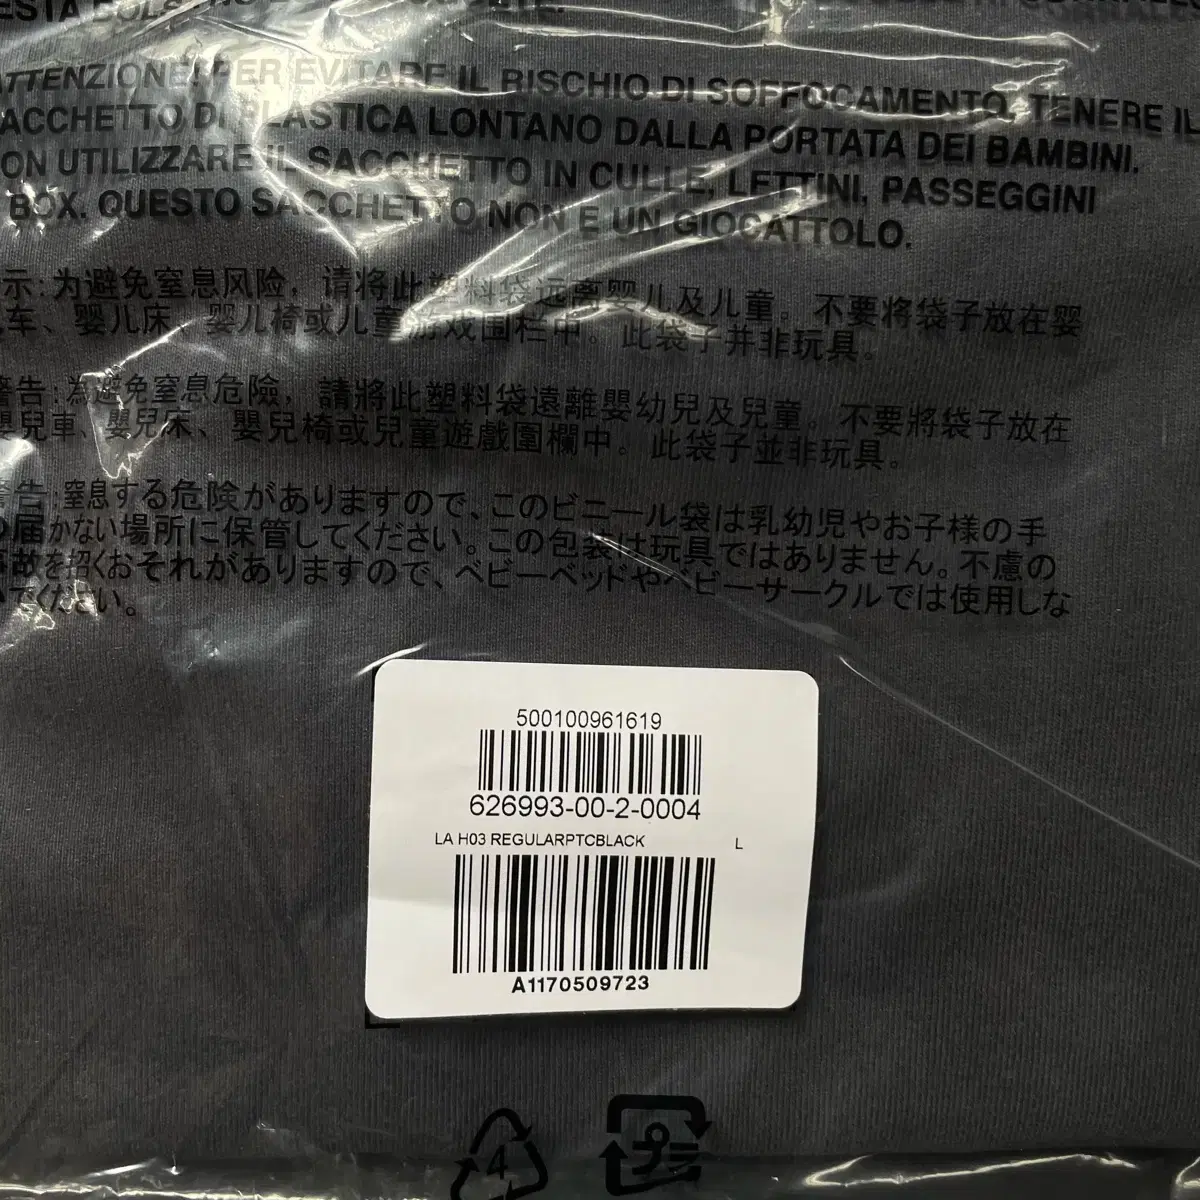 ESTA BOLS
ATTENZIONE! PER EVITARE IL RISCHIO DI SOFFOCAMENTO, TENERE IL
ACCHETTO DI PLASTICA LONTANO DALLA PORTATA DEI BAMBINI.
ON UTILIZZARE IL SACCHETTO IN CULLE, LETTINI, PASSEGGINI
BOX. QUESTO SACCHETTO NON E UN GIOCATTOLO.
示:为避免窒息风险，请将此塑料袋远离婴儿及儿童。不要将袋子放在婴
车、婴儿床、婴儿椅或儿童游戏围栏中。此袋子并非玩具。
警告:為避免窒息危險，請將此塑料袋遠離嬰幼兒及兒童。不要將袋子放在
嬰兒車、嬰兒床、嬰兒椅或兒童遊戲圍欄中。此袋子並非玩具。
警告:窒息する危険がありますので、このビニール袋は乳幼児やお子様の手
の届かない場所に保管してください。この包装は玩具ではありません。不慮の
事故を招くおそれがありますので、ベビーベッドやベビーサークルでは使用しな
いでください。
500100961619
626993-00-2-0004
LA H03 REGULARPTCBLACK L
A1170509723
4